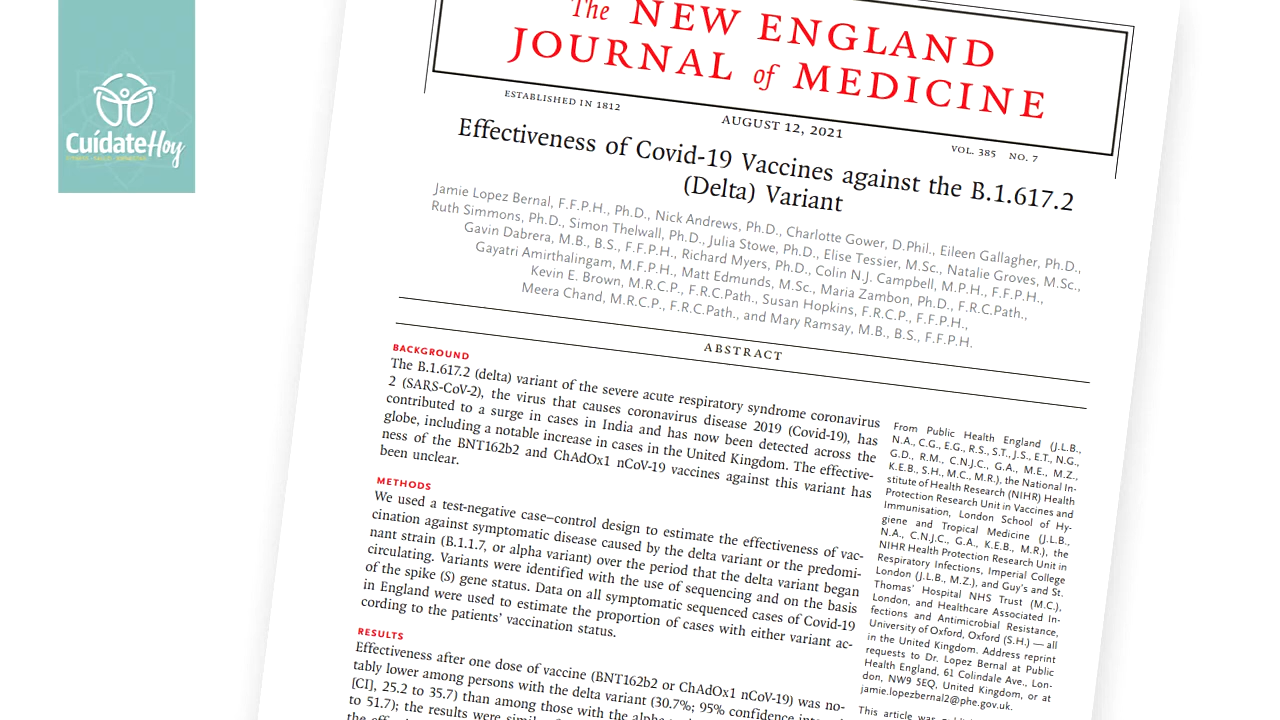 CuídateHoy
The NEW ENGLAND
JOURNAL of MEDICINE
ESTABLISHED IN 1812
AUGUST 12, 2021
VOL. 385 NO. 7
Effectiveness of Covid-19 Vaccines against the B.1.617.2
(Delta) Variant
Jamie Lopez Bernal, F.F.P.H., Ph.D., Nick Andrews, Ph.D., Charlotte Gower, D.Phil., Eileen Gallagher, Ph.D.,
Ruth Simmons, Ph.D., Simon Thelwall, Ph.D., Julia Stowe, Ph.D., Elise Tessier, M.Sc., Natalie Groves, M.Sc.,
Gavin Dabrera, M.B., B.S., F.F.P.H., Richard Myers, Ph.D., Colin N.J. Campbell, M.P.H., F.F.P.H.,
Gayatri Amirthalingam, M.F.P.H., Matt Edmunds, M.Sc., Maria Zambon, Ph.D., F.R.C.Path.,
Kevin E. Brown, M.R.C.P., F.R.C.Path., Susan Hopkins, F.R.C.P., F.F.P.H.,
Meera Chand, M.R.C.P., F.R.C.Path., and Mary Ramsay, M.B., B.S., F.F.P.H.
ABSTRACT
BACKGROUND
The B.1.617.2 (delta) variant of the severe acute respiratory syndrome coronavirus
2 (SARS-CoV-2), the virus that causes coronavirus disease 2019 (Covid-19), has
contributed to a surge in cases in India and has now been detected across the
globe, including a notable increase in cases in the United Kingdom. The effective-
ness of the BNT162b2 and ChAdOx1 nCoV-19 vaccines against this variant has
been unclear.
METHODS
We used a test-negative case–control design to estimate the effectiveness of vac-
cination against symptomatic disease caused by the delta variant or the predomi-
nant strain (B.1.1.7, or alpha variant) over the period that the delta variant began
circulating. Variants were identified with the use of sequencing and on the basis
of the spike (S) gene status. Data on all symptomatic sequenced cases of Covid-19
in England were used to estimate the proportion of cases with either variant ac-
cording to the patients' vaccination status.
RESULTS
Effectiveness after one dose of vaccine (BNT162b2 or ChAdOx1 nCoV-19) was no-
tably lower among persons with the delta variant (30.7%; 95% confidence
[CI], 25.2 to 35.7) than among those with the alpha
to 51.7); the results were
From Public Health England (J.L.B.,
N.A., C.G., E.G., R.S., S.T., J.S., E.T., N.G.,
G.D., R.M., C.N.J.C., G.A., M.E., M.Z.,
K.E.B., S.H., M.C., M.R.), the National In-
stitute of Health Research (NIHR) Health
Protection Research Unit in Vaccines and
Immunisation, London School of Hy-
giene and Tropical Medicine (J.L.B.,
N.A., C.N.J.C., G.A., K.E.B., M.R.), the
NIHR Health Protection Research Unit in
Respiratory Infections, Imperial College
London (J.L.B., M.Z.), and Guy's and St.
Thomas' Hospital NHS Trust (M.C.),
London, and Healthcare Associated In-
fections and Antimicrobial Resistance,
University of Oxford, Oxford (S.H.) — all
in the United Kingdom. Address reprint
requests to Dr. Lopez Bernal at Public
Health England, 61 Colindale Ave., Lon-
don, NW9 5EQ, United Kingdom, or at
jamie.lopezbernal2@phe.gov.uk.
This article was